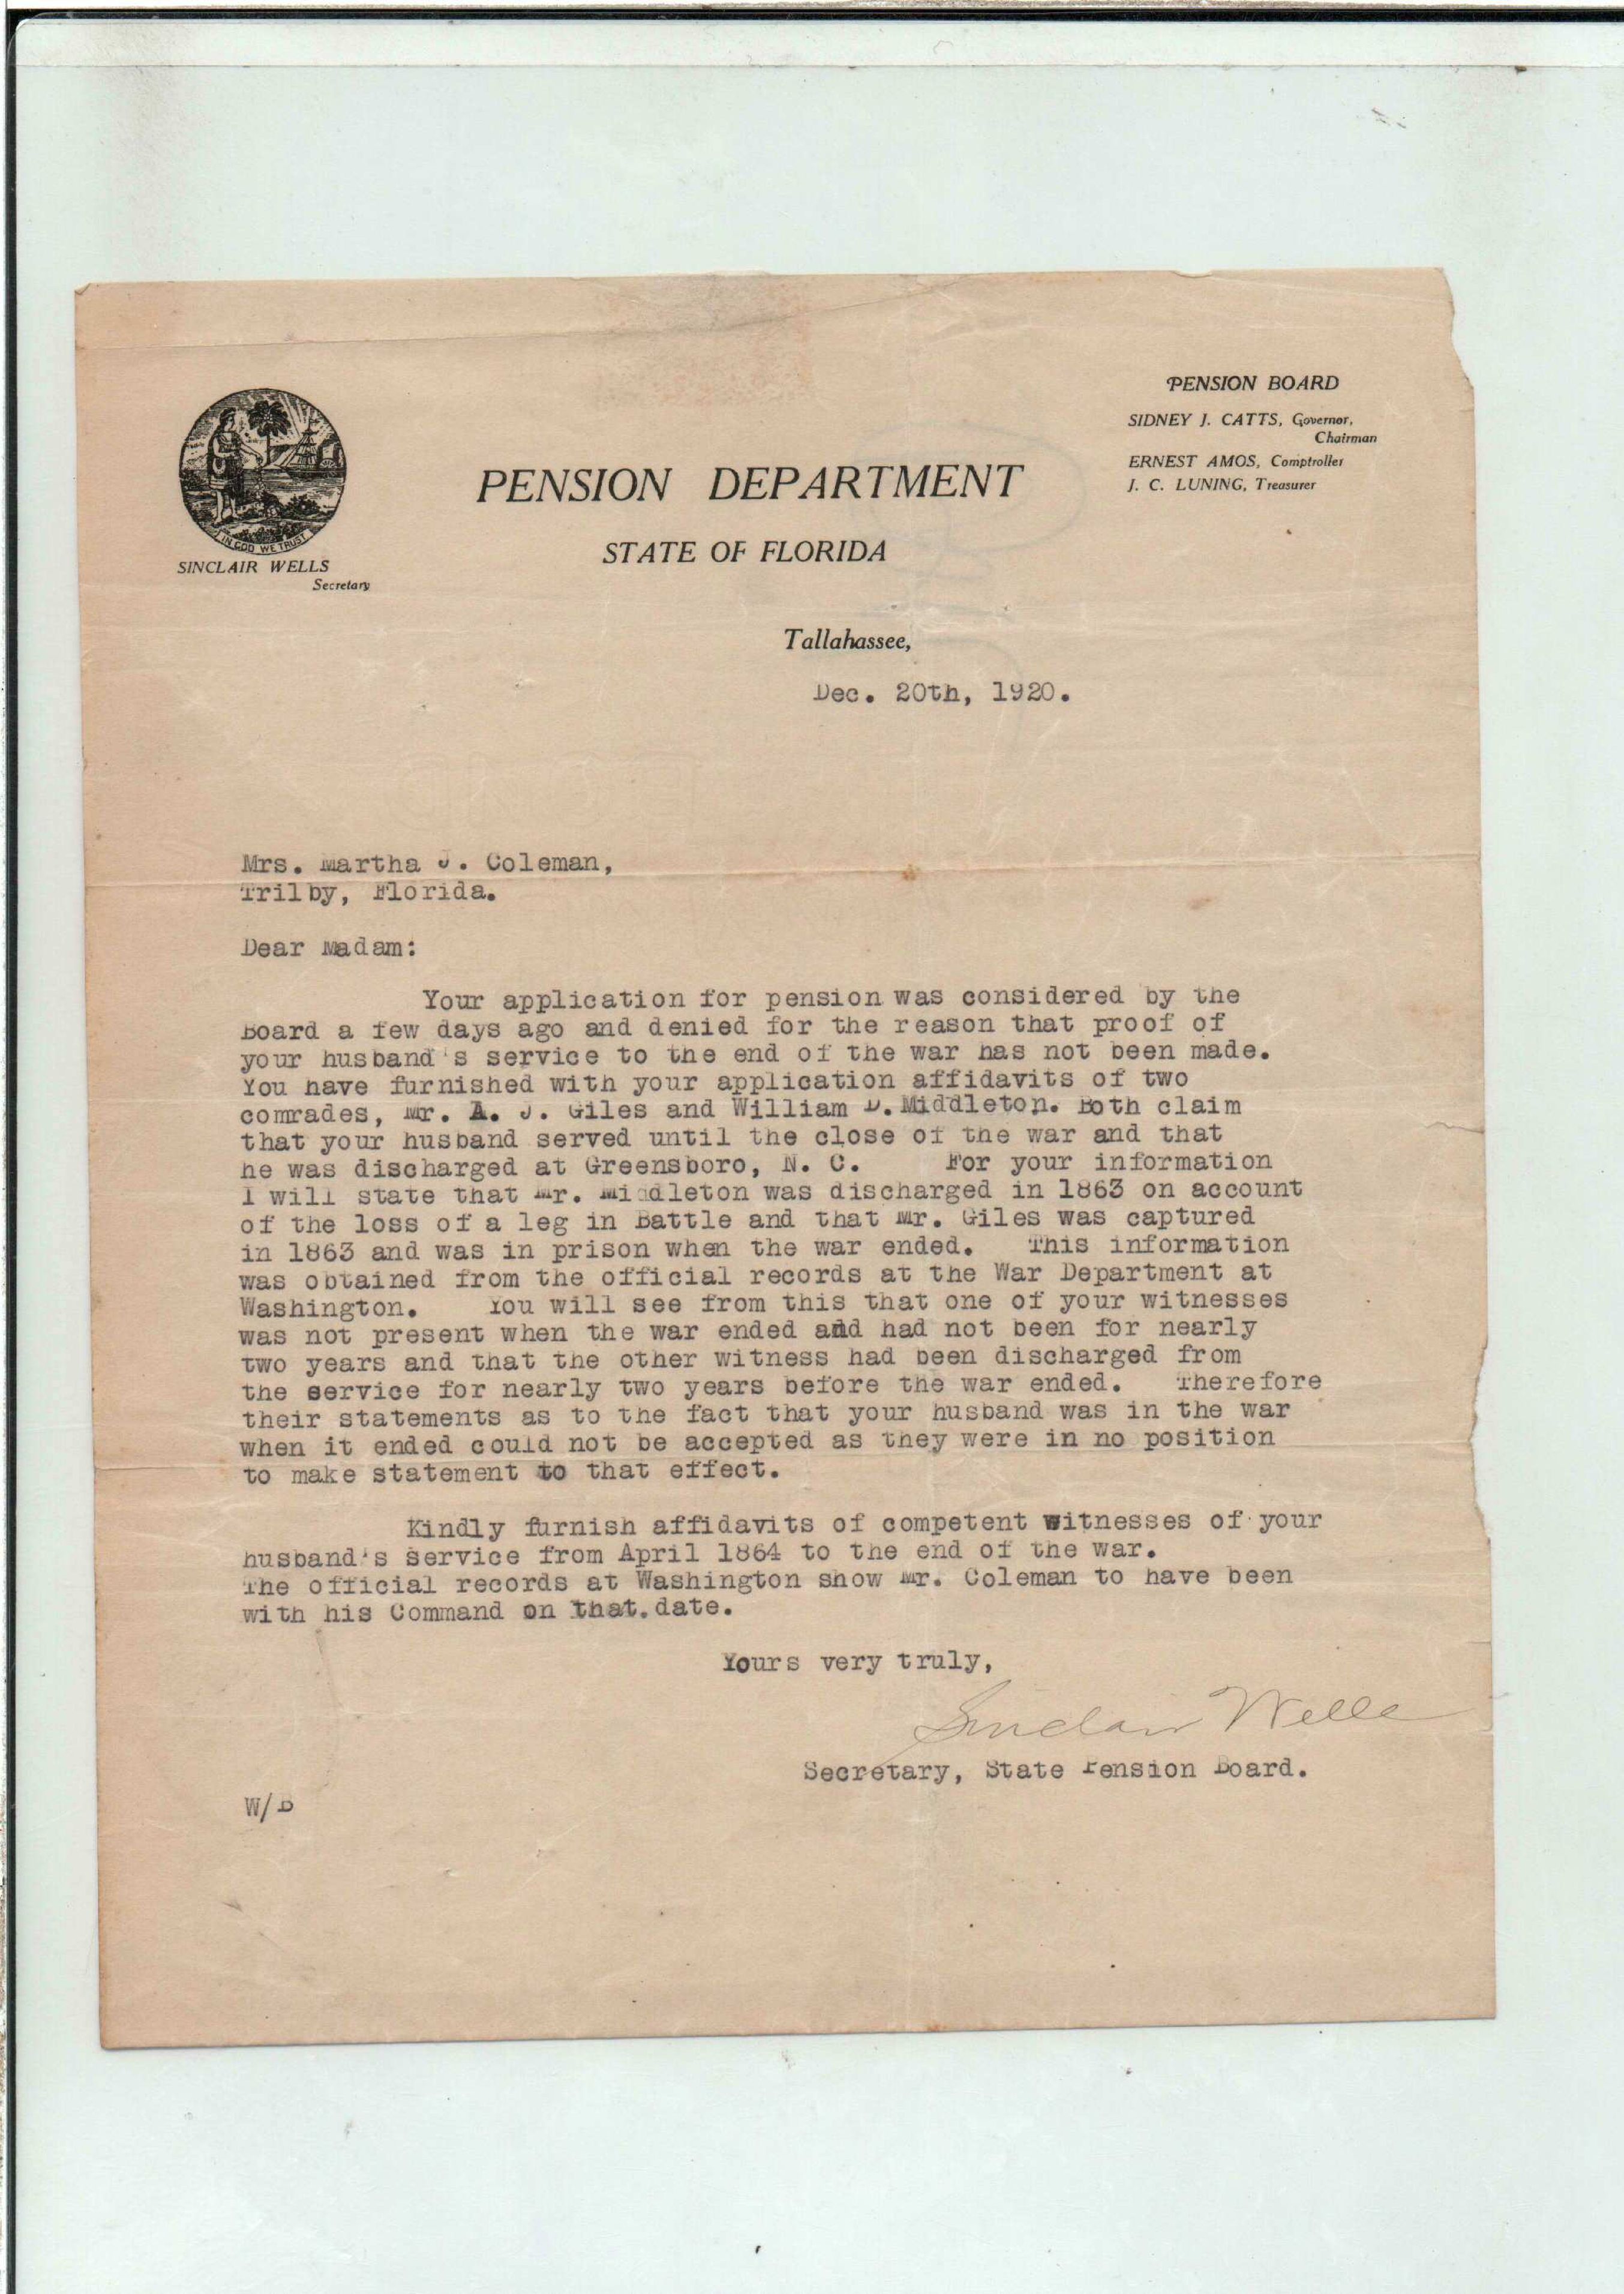 PENSION BOARD
SIDNEY J. CATTS, Governor,
Chairman
ERNEST AMOS, Comptroller
J. C. LUNING, Treasurer
IN GOD WE TRUST
SINCLAIR WELLS
Secretary
PENSION DEPARTMENT
STATE OF FLORIDA
Tallahassee,
Dec. 20th, 1920.
Mrs. Martha J. Coleman,
Trilby, Florida.
Dear Madam:
Your application for pension was considered by the
Board a few days ago and denied for the reason that proof of
your husband's service to the end of the war has not been made.
You have furnished with your application affidavits of two
comrades, Mr. A. J. Giles and William D. Middleton. Both claim
that your husband served until the close of the war and that
he was discharged at Greensboro, N. C. For your information
I will state that Mr. Middleton was discharged in 1863 on account
of the loss of a leg in Battle and that Mr. Giles was captured
in 1863 and was in prison when the war ended. This information
was obtained from the official records at the War Department at
Washington. You will see from this that one of your witnesses
was not present when the war ended and had not been for nearly
two years and that the other witness had been discharged from
the service for nearly two years before the war ended. Therefore
their statements as to the fact that your husband was in the war
when it ended could not be accepted as they were in no position
to make statement to that effect.
Kindly furnish affidavits of competent witnesses of your
husband's service from April 1864 to the end of the war.
The official records at Washington show Mr. Coleman to have been
with his Command on that.date.
Yours very truly,
Sinclair Wells
Secretary, State Pension Board.
W/B